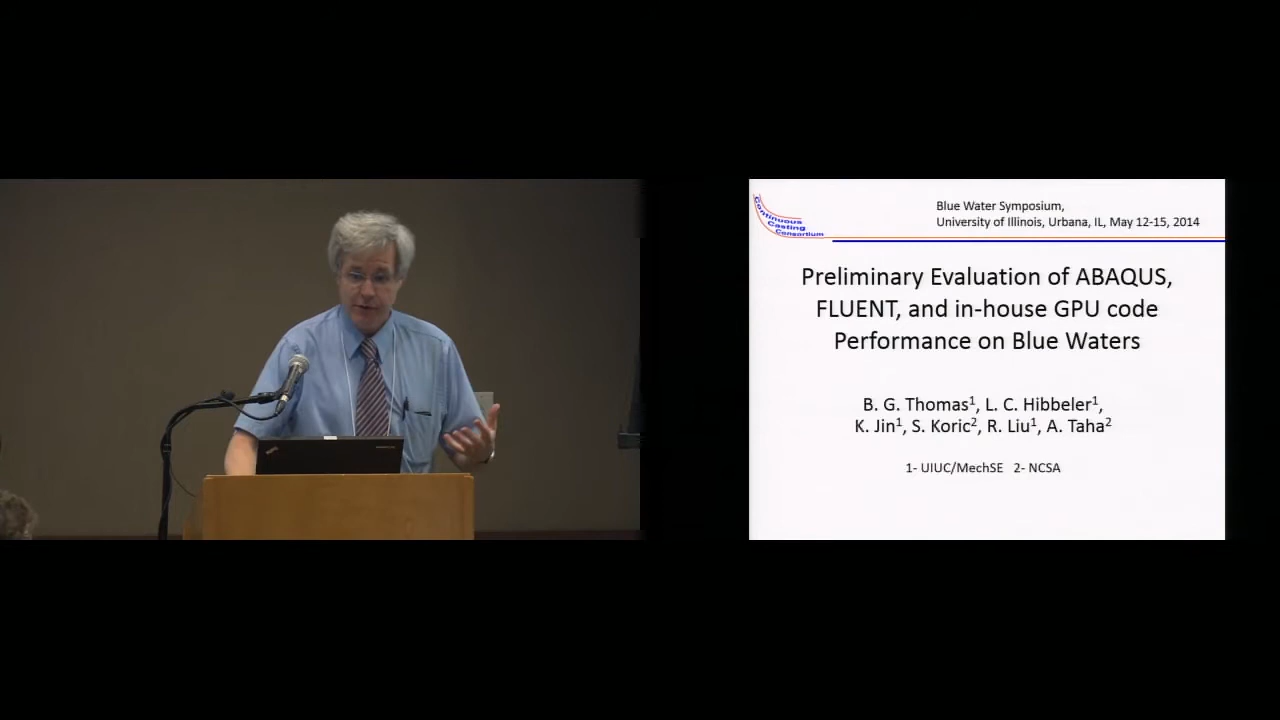 Continuous
Casting
Consortium
Blue Water Symposium,
University of Illinois, Urbana, IL, May 12-15, 2014
Preliminary Evaluation of ABAQUS,
FLUENT, and in-house GPU code
Performance on Blue Waters
B. G. Thomas¹, L. C. Hibbeler¹,
K. Jin¹, S. Koric², R. Liu¹, A. Taha²
1- UIUC/MechSE 2- NCSA